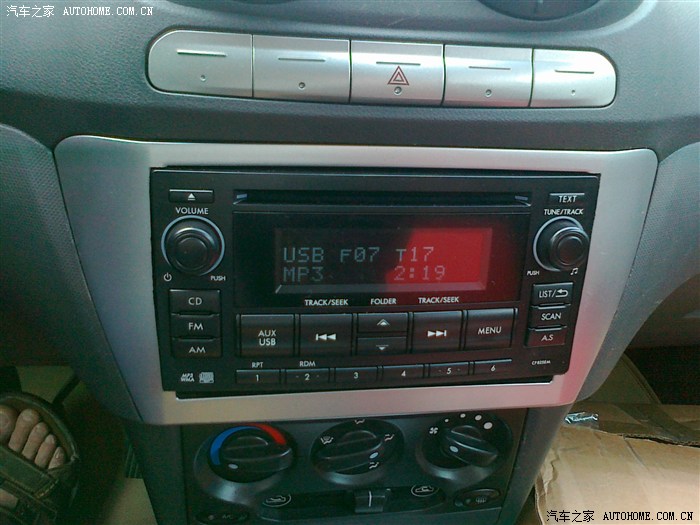 汽车之家 AUTOHOME.COM.CN
TEXT
VOLUME
TUNE/TRACK
USB F07 T17
MP3 2:19
PUSH
PUSH
TRACK/SEEK FOLDER TRACK/SEEK
CD
LIST/
FM
AUX
USB
MENU
SCAN
AM
A.S
RPT RDM
1 2 3 4 5 6
MP3
WMA
汽车之家 AUTOHOME.COM.CN